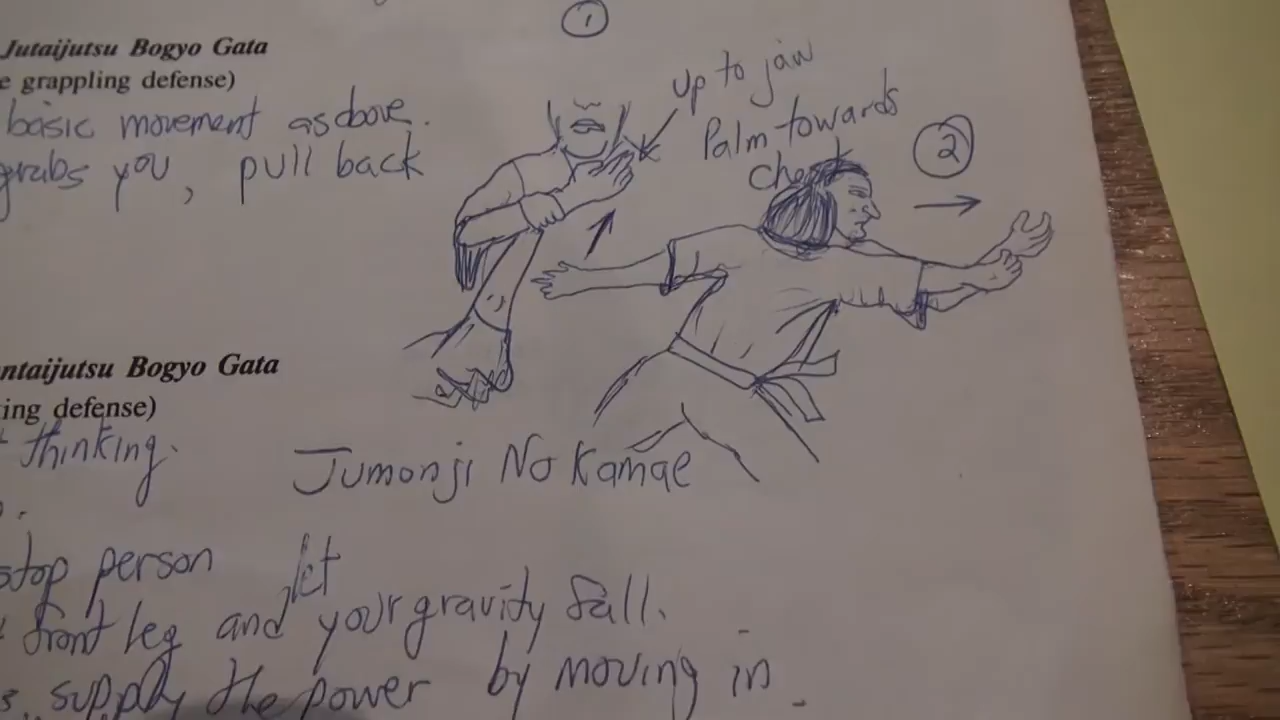 1
Jutaijutsu Bogyo Gata
e grappling defense)
basic movement as above.
grabs you, pull back
up to jaw
Palm towards
cheek
2
ntaijutsu Bogyo Gata
ing defense)
thinking.
Jumonji No Kamae
stop person let
front leg and your gravity fall.
supply the power by moving in.